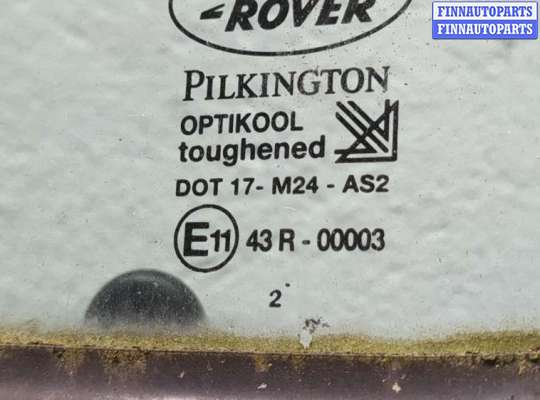 FINNAUTOPARTS
FINNAUTOPARTS
ROVER
PILKINGTON
OPTIKOOL
toughened
DOT 17- M24 - AS2
E11 43 R - 00003
2